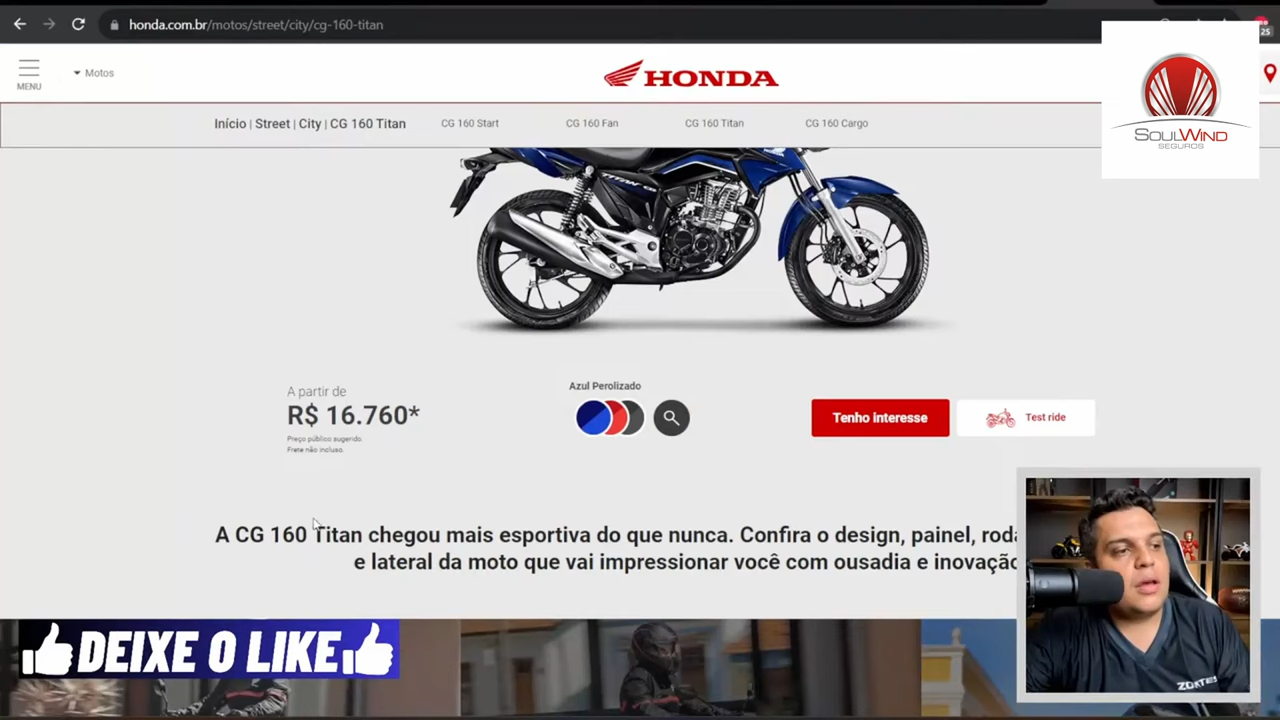 honda.com.br/motos/street/city/cg-160-titan
25
MENU
Motos
HONDA
SOULWIND
SEGUROS
Início | Street | City | CG 160 Titan
CG 160 Start
CG 160 Fan
CG 160 Titan
CG 160 Cargo
TITAN
A partir de
R$ 16.760*
Preço público sugerido.
Frete não incluso.
Azul Perolizado
Tenho interesse
Test ride
A CG 160 Titan chegou mais esportiva do que nunca. Confira o design, painel, roda
e lateral da moto que vai impressionar você com ousadia e inovação
DEIXE O LIKE